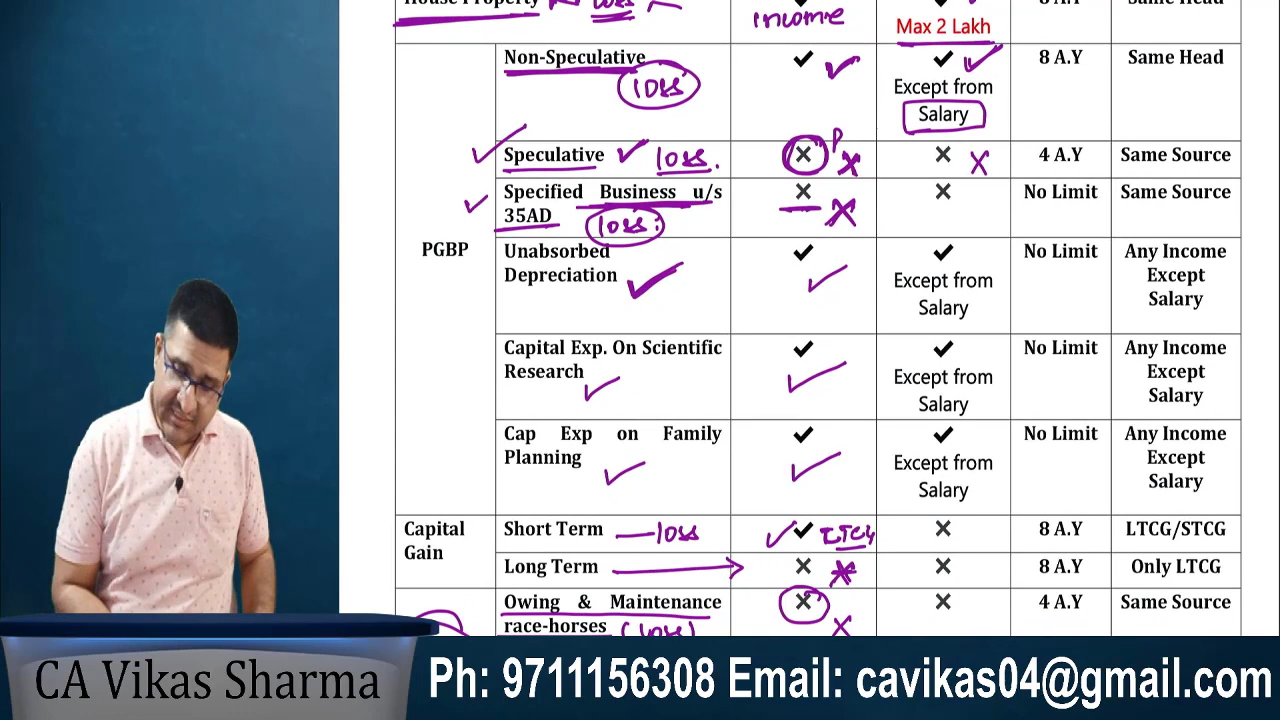 House Property loss income 8 A.Y Same Head
Max 2 Lakh
Non-Speculative ✓ ✓ ✓ ✓ 8 A.Y Same Head
loss Except from
Salary
✓ Speculative ✓ loss. × P × × × 4 A.Y Same Source
✓ Specified Business u/s × × × No Limit Same Source
35AD loss:
PGBP
Unabsorbed ✓ ✓ No Limit Any Income
Depreciation ✓ ✓ Except from Except
Salary Salary
Capital Exp. On Scientific ✓ ✓ No Limit Any Income
Research ✓ ✓ Except from Except
Salary Salary
Cap Exp on Family ✓ ✓ No Limit Any Income
Planning ✓ ✓ Except from Except
Salary Salary
Capital Short Term loss ✓ ✓ × 8 A.Y LTCG/STCG
Gain
Long Term × × × 8 A.Y Only LTCG
Owing & Maintenance × × 4 A.Y Same Source
race-horses (loss) ×
CA Vikas Sharma
Ph: 9711156308 Email: cavikas04@gmail.com